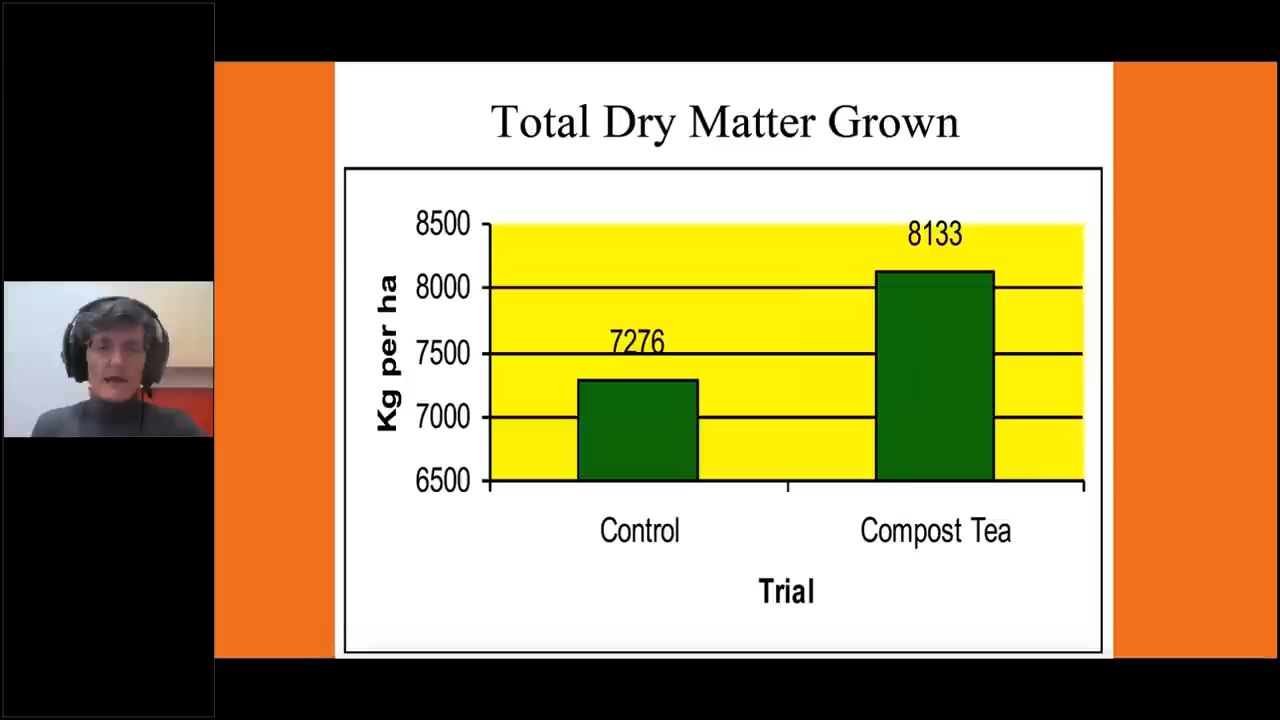 Total Dry Matter Grown
8500
8000
7500
7000
6500
Kg per ha
7276
8133
Control
Compost Tea
Trial